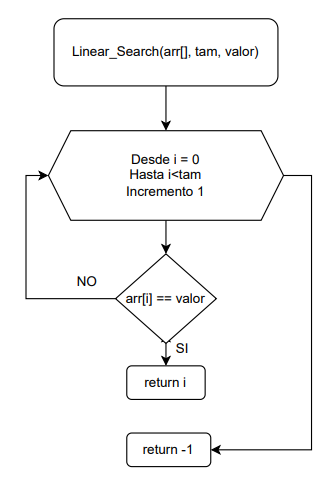 Linear_Search(arr[], tam, valor)
Desde i = 0
Hasta i<tam
Incremento 1
NO
arr[i] == valor
SI
return i
return -1